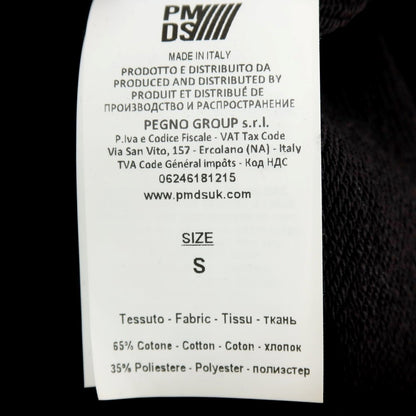 PM
DS
MADE IN ITALY
PRODOTTO E DISTRIBUITO DA
PRODUCED AND DISTRIBUTED BY
PRODUIT ET DISTRIBUÉ DE
ПРОИЗВОДСТВО И РАСПРОСТРАНЕНИЕ
PEGNO GROUP s.r.l.
P.Iva e Codice Fiscale - VAT Tax Code
Via San Vito, 157 - Ercolano (NA) - Italy
TVA Code Général impôts - Код НДС
06246181215
www.pmdsuk.com
SIZE
S
Tessuto - Fabric - Tissu - ткань
65% Cotone - Cotton - Coton - хлопок
35% Poliestere - Polyester - полиэстер